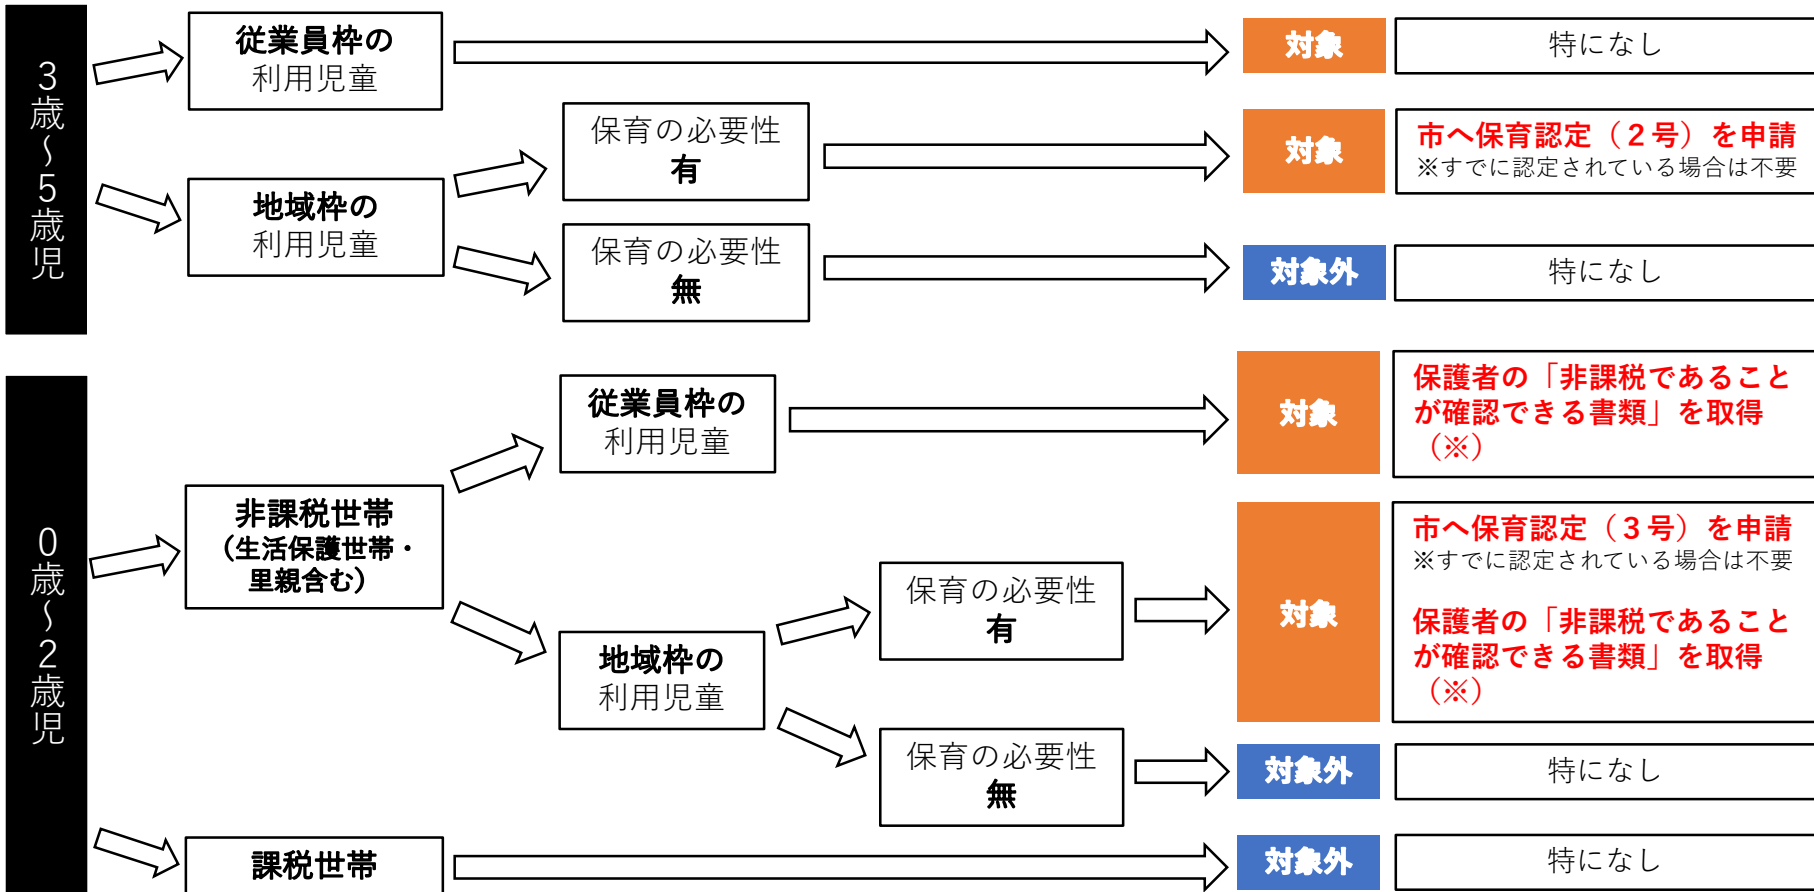 3歳～5歳児
従業員枠の
利用児童
対象
特になし
地域枠の
利用児童
保育の必要性
有
対象
市へ保育認定（２号）を申請
※すでに認定されている場合は不要
保育の必要性
無
対象外
特になし
0歳～2歳児
非課税世帯
（生活保護世帯・
里親含む）
従業員枠の
利用児童
対象
保護者の「非課税であること
が確認できる書類」を取得
（※）
地域枠の
利用児童
保育の必要性
有
対象
市へ保育認定（３号）を申請
※すでに認定されている場合は不要
保護者の「非課税であること
が確認できる書類」を取得
（※）
保育の必要性
無
対象外
特になし
課税世帯
対象外
特になし